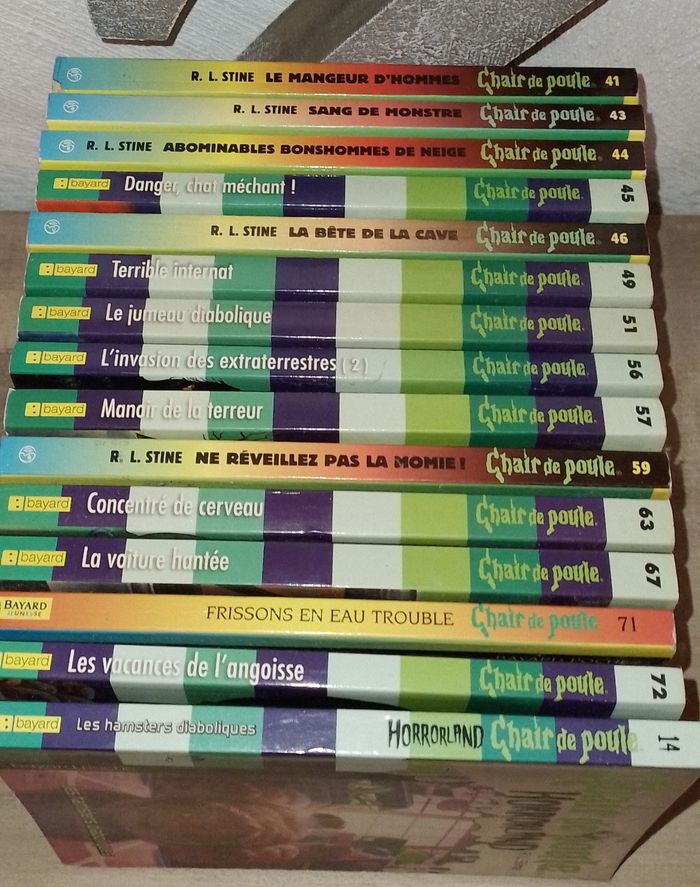 R. L. STINE LE MANGEUR D'HOMMES Chair de poule 41
R. L. STINE SANG DE MONSTRE Chair de poule 43
R. L. STINE ABOMINABLES BONSHOMMES DE NEIGE Chair de poule 44
bayard Danger, chat méchant ! Chair de poule 45
R. L. STINE LA BÊTE DE LA CAVE Chair de poule 46
bayard Terrible internat Chair de poule 49
bayard Le jumeau diabolique Chair de poule 51
bayard L'invasion des extraterrestres ( 2 ) Chair de poule 56
bayard Manoir de la terreur Chair de poule 57
R. L. STINE NE RÉVEILLEZ PAS LA MOMIE ! Chair de poule 59
bayard Concentré de cerveau Chair de poule 63
bayard La voiture hantée Chair de poule 67
BAYARD JEUNESSE FRISSONS EN EAU TROUBLE Chair de poule 71
bayard Les vacances de l'angoisse Chair de poule 72
bayard Les hamsters diaboliques HORRORLAND Chair de poule 14